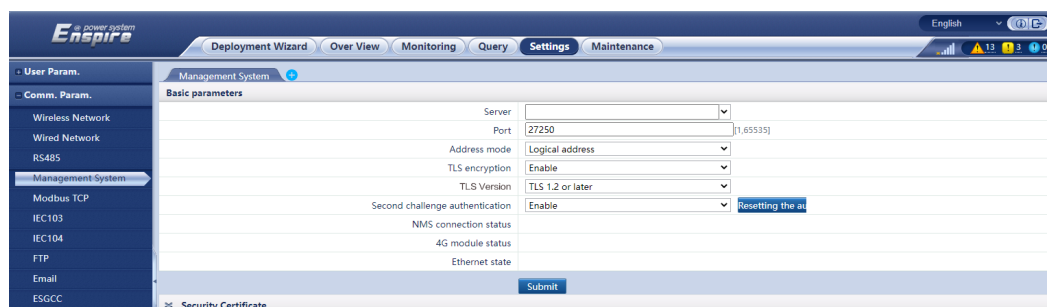 e power system
Enspire
English
Deployment Wizard Over View Monitoring Query Settings Maintenance
13 3 0
User Param.
Management System
Comm. Param.
Basic parameters
Wireless Network
Server
Wired Network
Port 27250 [1,65535]
RS485
Address mode Logical address
TLS encryption Enable
Management System
TLS Version TLS 1.2 or later
Modbus TCP
Second challenge authentication Enable Resetting the au
IEC103
NMS connection status
IEC104
4G module status
FTP
Ethernet state
Email
Submit
ESGCC
Security Certificate